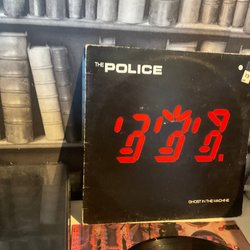 THE POLICE
GHOST IN THE MACHINE